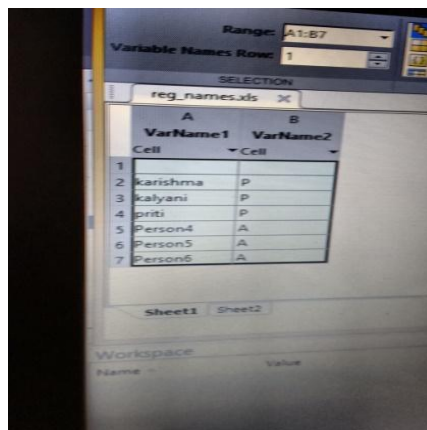 Range: A1:B7
Variable Names Row: 1
SELECTION
reg_names.xls
A B
VarName1 VarName2
Cell Cell
1
2 karishma P
3 kalyani P
4 priti P
5 Person4 A
6 Person5 A
7 Person6 A
Sheet1 Sheet2
Workspace
Name Value